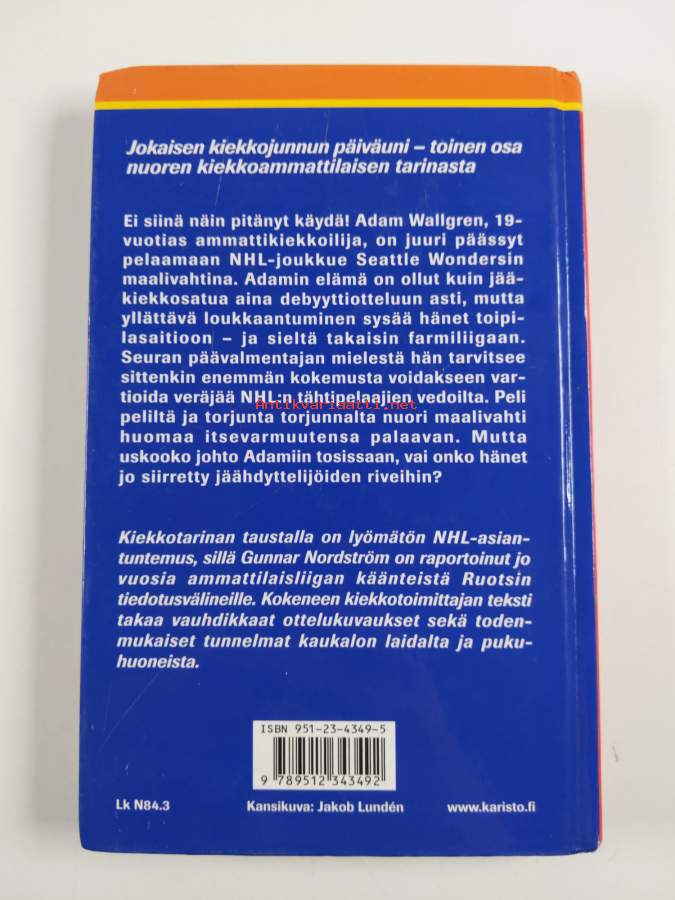 Jokaisen kiekkojunnun päiväuni – toinen osa
nuoren kiekkoammattilaisen tarinasta
Ei siinä näin pitänyt käydä! Adam Wallgren, 19-
vuotias ammattikiekkoilija, on juuri päässyt
pelaamaan NHL-joukkue Seattle Wondersin
maalivahtina. Adamin elämä on ollut kuin jää-
kiekkosatua aina debyyttiotteluun asti, mutta
yllättävä loukkaantuminen sysää hänet toipi-
lasaitioon – ja sieltä takaisin farmiliigaan.
Seuran päävalmentajan mielestä hän tarvitsee
sittenkin enemmän kokemusta voidakseen var-
tioida veräjää NHL:n tähtipelaajien vedoilta. Peli
Antikvariaatti.net
peliltä ja torjunta torjunnalta nuori maalivahti
huomaa itsevarmuutensa palaavan. Mutta
uskooko johto Adamiin tosissaan, vai onko hänet
jo siirretty jäähdyttelijöiden riveihin?
Kiekkotarinan taustalla on lyömätön NHL-asian-
tuntemus, sillä Gunnar Nordström on raportoinut jo
vuosia ammattilaisliigan käänteistä Ruotsin
tiedotusvälineille. Kokeneen kiekkotoimittajan teksti
takaa vauhdikkaat ottelukuvaukset sekä toden-
mukaiset tunnelmat kaukalon laidalta ja puku-
huoneista.
ISBN 951-23-4349-5
9 789512 343492
Lk N84.3 Kansikuva: Jakob Lundén www.karisto.fi